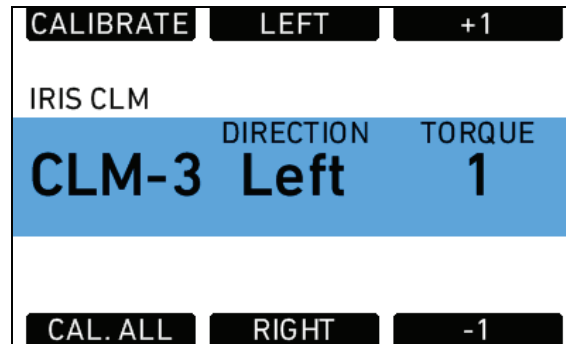 CALIBRATE LEFT +1
IRIS CLM
DIRECTION TORQUE
CLM-3 Left 1
CAL. ALL RIGHT -1